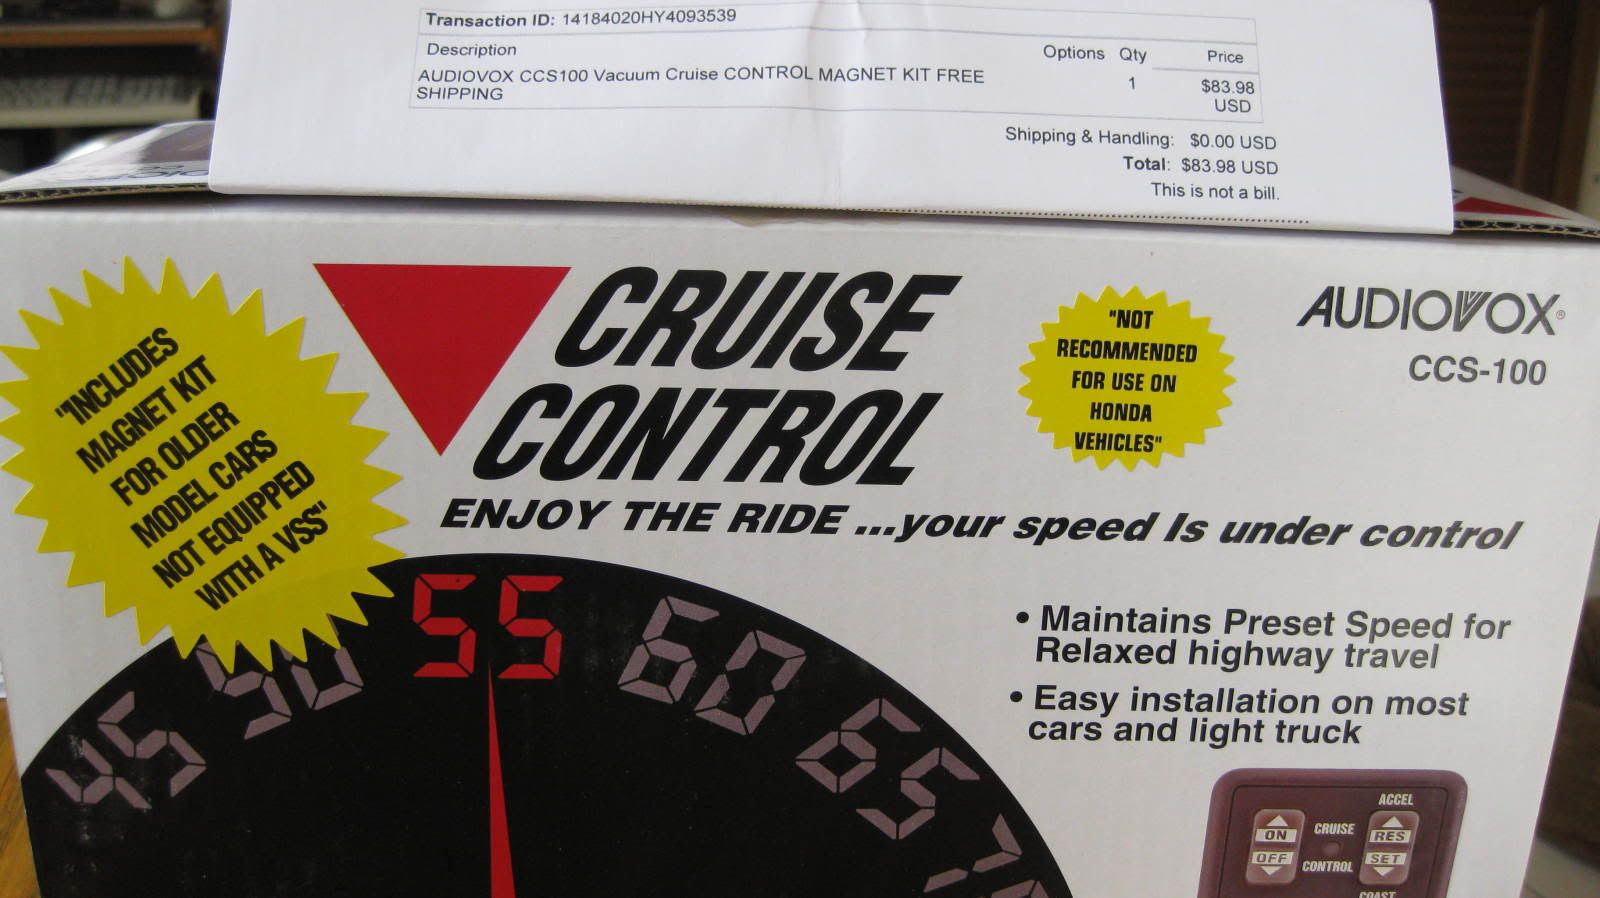 Transaction ID: 14184020HY4093539
Description Options Qty Price
AUDIOVOX CCS100 Vacuum Cruise CONTROL MAGNET KIT FREE 1 $83.98
SHIPPING USD
Shipping & Handling: $0.00 USD
Total: $83.98 USD
This is not a bill.
"INCLUDES
MAGNET KIT
FOR OLDER
MODEL CARS
NOT EQUIPPED
WITH A VSS"
CRUISE
CONTROL
"NOT
RECOMMENDED
FOR USE ON
HONDA
VEHICLES"
AUDIOVOX®
CCS-100
ENJOY THE RIDE ...your speed Is under control
45 50 55 60 65
• Maintains Preset Speed for
Relaxed highway travel
• Easy installation on most
cars and light truck
ACCEL
ON CRUISE RES
OFF CONTROL SET
COAST